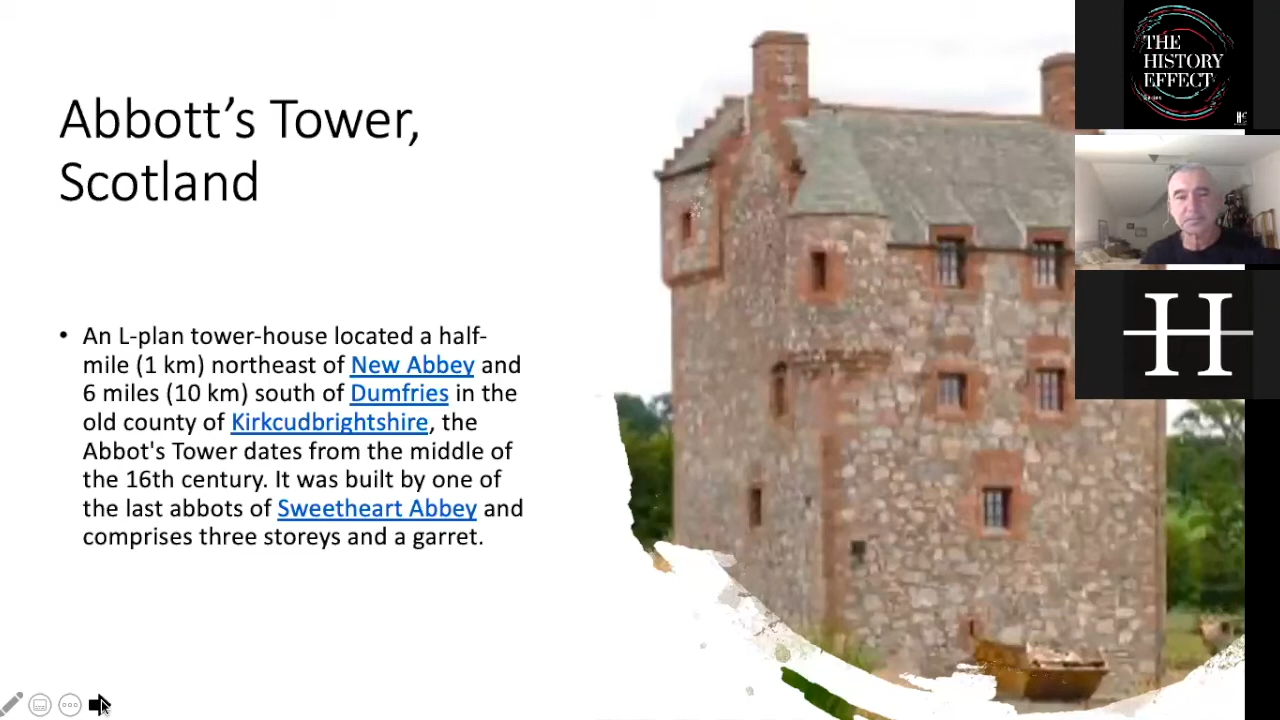 Abbott’s Tower,
Scotland
• An L-plan tower-house located a half-
mile (1 km) northeast of New Abbey and
6 miles (10 km) south of Dumfries in the
old county of Kirkcudbrightshire, the
Abbot's Tower dates from the middle of
the 16th century. It was built by one of
the last abbots of Sweetheart Abbey and
comprises three storeys and a garret.
THE
HISTORY
EFFECT
H